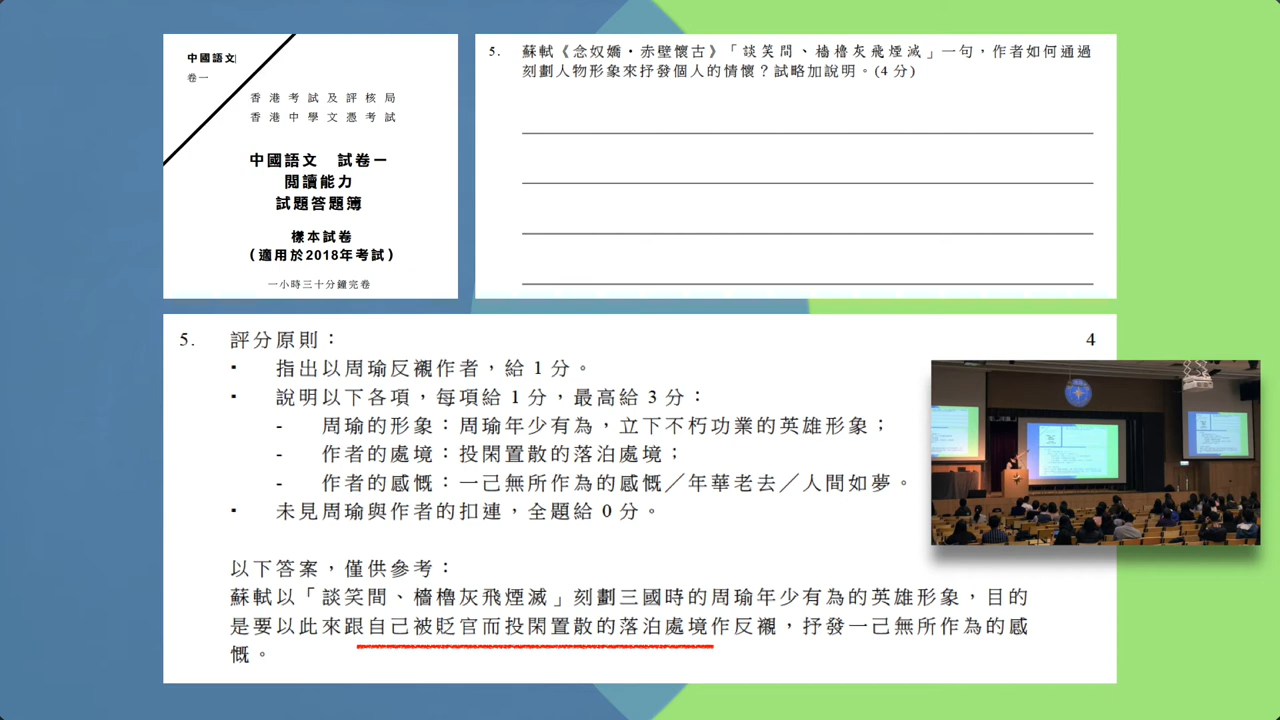 中國語文
卷一
香港考試及評核局
香港中學文憑考試
中國語文　試卷一
閱讀能力
試題答題簿
樣本試卷
(適用於2018年考試)
一小時三十分鐘完卷
5. 蘇軾《念奴嬌・赤壁懷古》「談笑間、檣櫓灰飛煙滅」一句，作者如何通過
刻劃人物形象來抒發個人的情懷？試略加說明。(4分)
5. 評分原則： 4
▪ 指出以周瑜反襯作者，給 1 分。
▪ 說明以下各項，每項給 1 分，最高給 3 分：
- 周瑜的形象：周瑜年少有為，立下不朽功業的英雄形象；
- 作者的處境：投閑置散的落泊處境；
- 作者的感慨：一己無所作為的感慨／年華老去／人間如夢。
▪ 未見周瑜與作者的扣連，全題給 0 分。
以下答案，僅供參考：
蘇軾以「談笑間、檣櫓灰飛煙滅」刻劃三國時的周瑜年少有為的英雄形象，目的
是要以此來跟自己被貶官而投閑置散的落泊處境作反襯，抒發一己無所作為的感
慨。